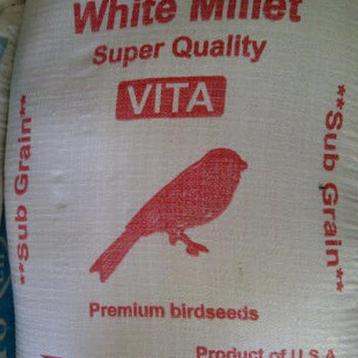 White Millet
Super Quality
VITA
**Sub Grain**
**Sub Grain**
Premium birdseeds
Product of U.S.A